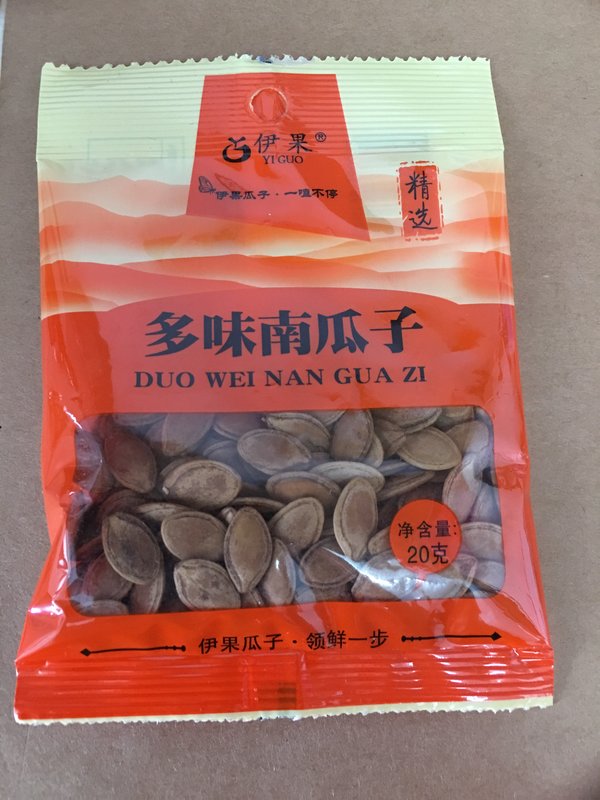 伊果®
YI GUO
伊果瓜子·一嗑不停
精选
多味南瓜子
DUO WEI NAN GUA ZI
净含量:
20克
伊果瓜子·领鲜一步